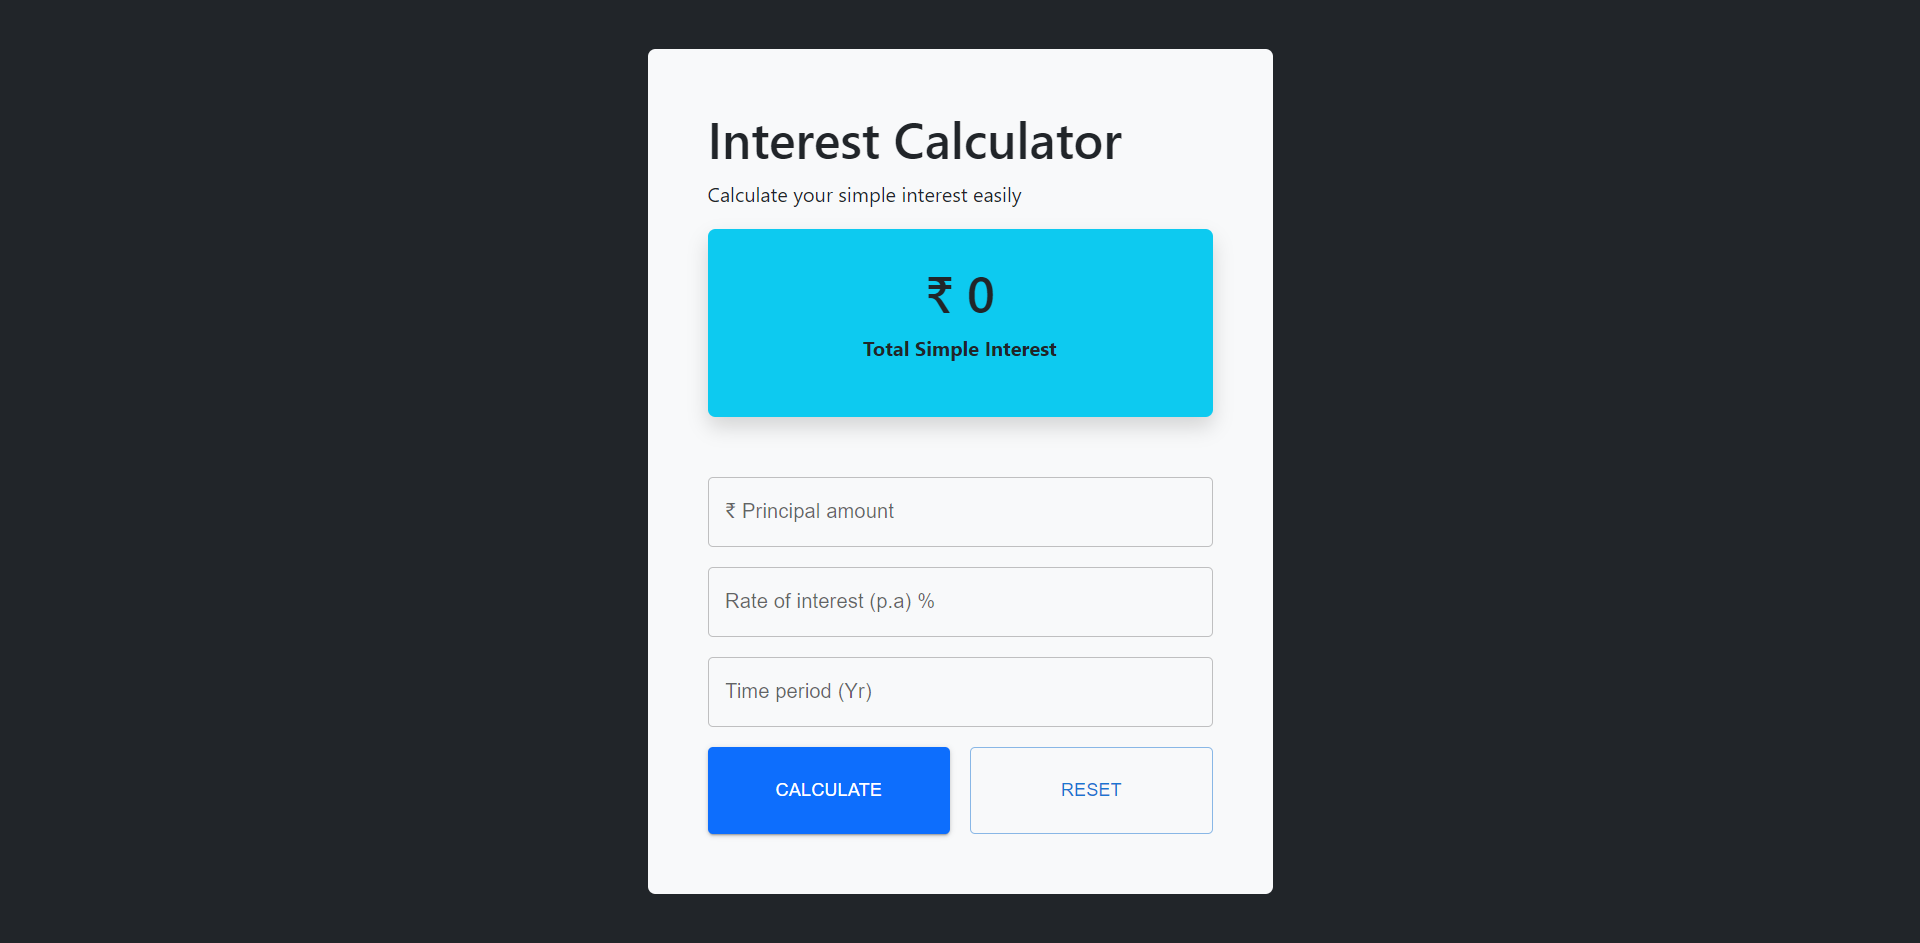 Interest Calculator
Calculate your simple interest easily
₹ 0
Total Simple Interest
₹ Principal amount
Rate of interest (p.a) %
Time period (Yr)
CALCULATE
RESET